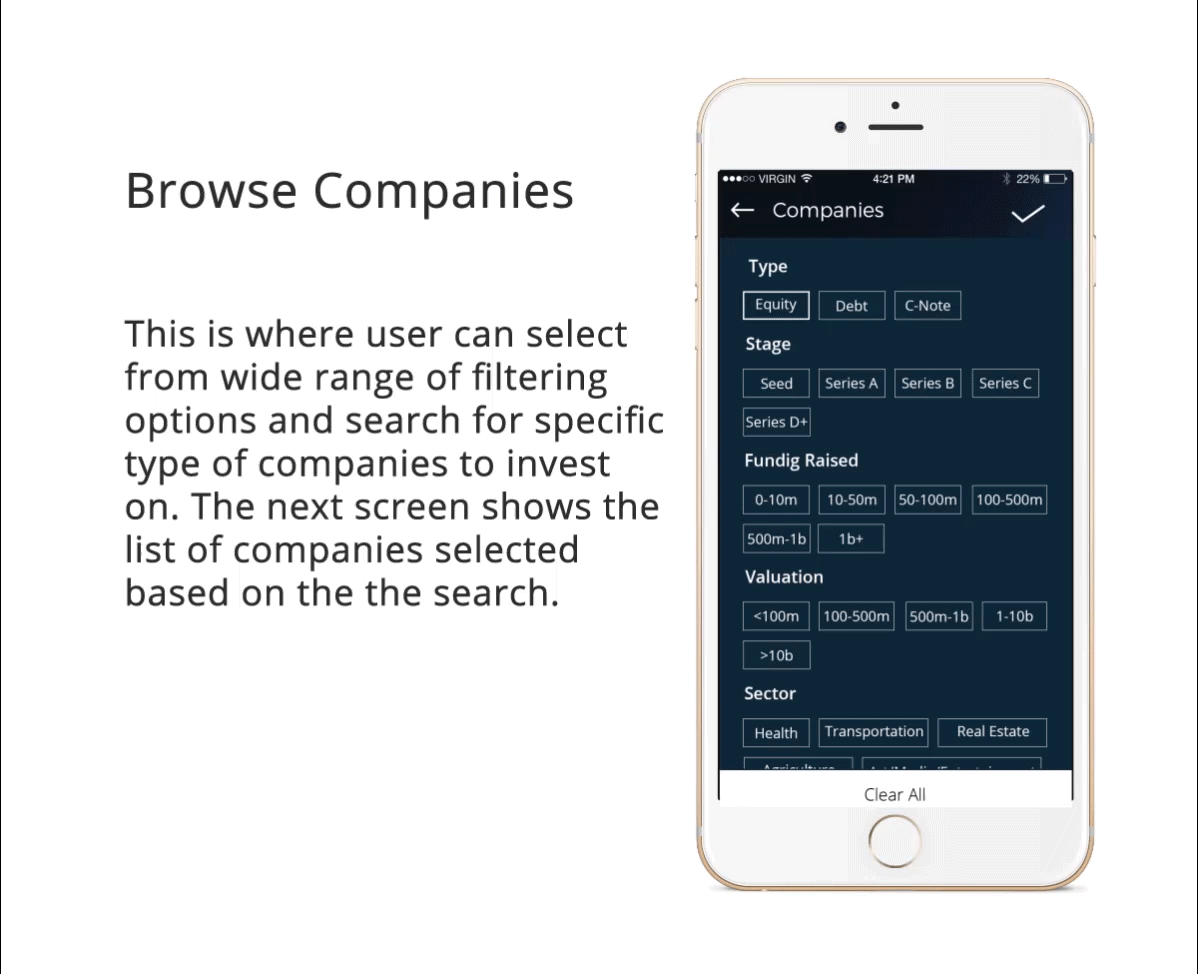 Browse Companies
This is where user can select
from wide range of filtering
options and search for specific
type of companies to invest
on. The next screen shows the
list of companies selected
based on the the search.
VIRGIN 4:21 PM 22%
Companies
Type
Equity Debt C-Note
Stage
Seed Series A Series B Series C
Series D+
Fundig Raised
0-10m 10-50m 50-100m 100-500m
500m-1b 1b+
Valuation
<100m 100-500m 500m-1b 1-10b
>10b
Sector
Health Transportation Real Estate
Agriculture Art/Media/Entertainment
Clear All